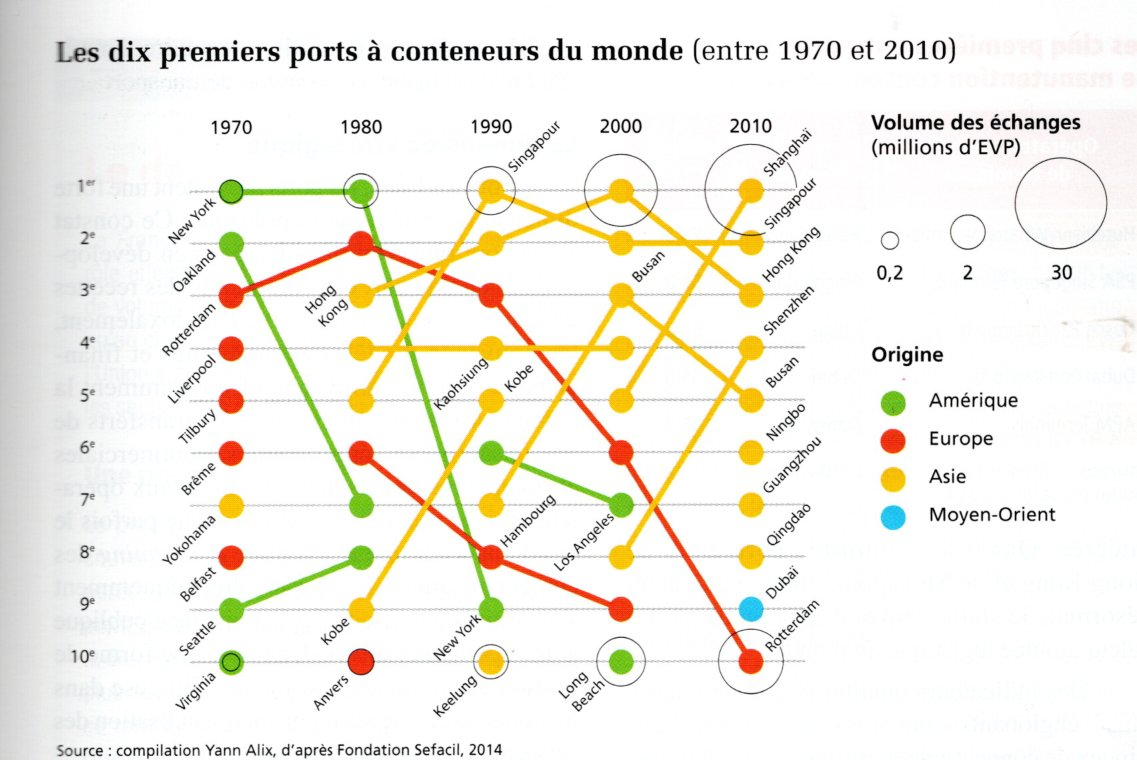 Les dix premiers ports à conteneurs du monde (entre 1970 et 2010)
1970 1980 1990 2000 2010
1er
2e
3e
4e
5e
6e
7e
8e
9e
10e
New York
Oakland
Rotterdam
Liverpool
Tilbury
Brême
Yokohama
Belfast
Seattle
Virginia
Hong
Kong
Kobe
Anvers
Singapour
Kaohsiung
Kobe
Hambourg
New York
Keelung
Busan
Los Angeles
Long
Beach
Shanghaï
Singapour
Hong Kong
Shenzhen
Busan
Ningbo
Guangzhou
Qingdao
Dubaï
Rotterdam
Volume des échanges
(millions d'EVP)
0,2 2 30
Origine
Amérique
Europe
Asie
Moyen-Orient
Source : compilation Yann Alix, d'après Fondation Sefacil, 2014